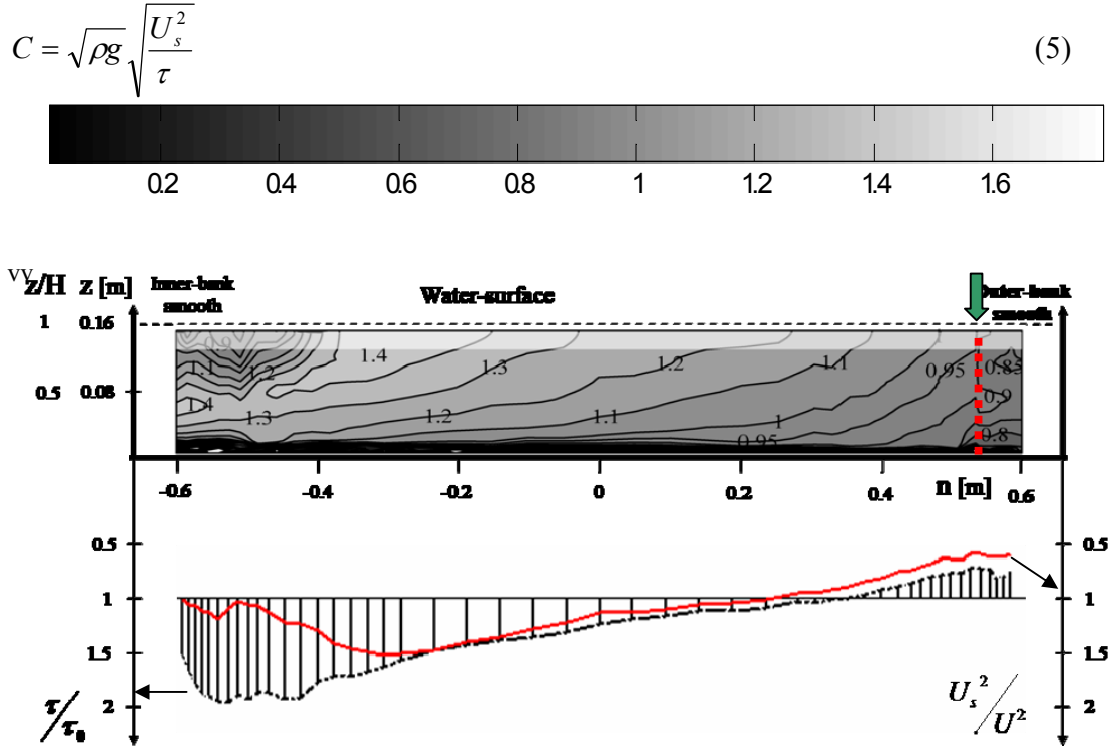 C = √ρg √(U_s²/τ) (5)
0.2 0.4 0.6 0.8 1 1.2 1.4 1.6
z/H z [m] Inner-bank smooth Water-surface Outer-bank smooth
1 0.16
0.5 0.08
0.9 1.1 1.2 1.4 1.3 1.2 1.1 0.95 0.85
1.4 1.3 1.2 1.1 1 0.95 0.9 0.8
-0.6 -0.4 -0.2 0 0.2 0.4 n [m] 0.6
0.5 0.5
1 1
1.5 1.5
τ/τ₀ 2 U_s²/U² 2